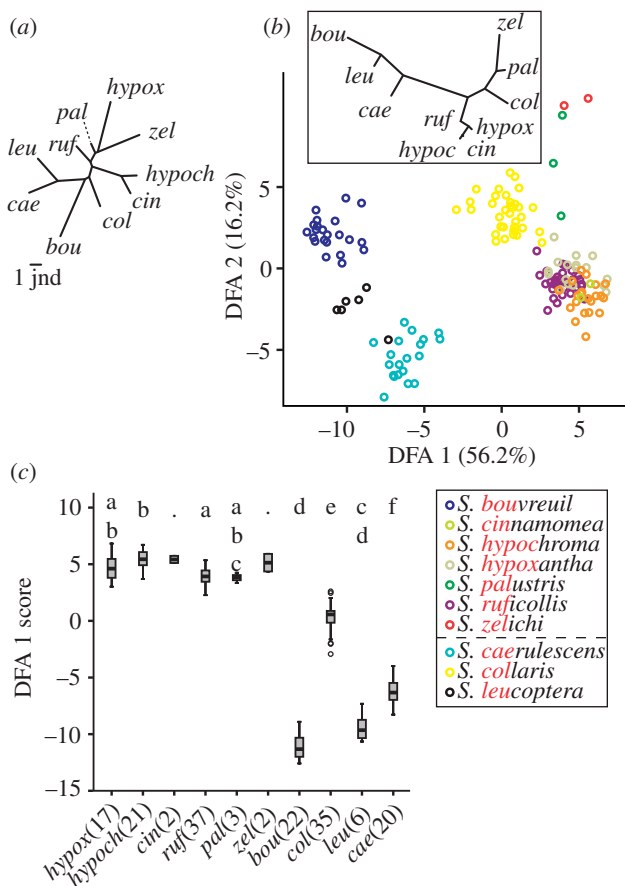 (a)
hypox
pal
zel
ruf
leu
hypoch
cae
cin
col
bou
1 jnd
(b)
bou
zel
leu
pal
cae
col
ruf
hypox
hypoc cin
DFA 2 (16.2%)
5
0
−5
−10 −5 0 5
DFA 1 (56.2%)
(c)
a b . a a . d e c f
b b d
c
DFA 1 score
10
5
0
−5
−10
−15
hypox(17)
hypoch(21)
cin(2)
ruf(37)
pal(3)
zel(2)
bou(22)
col(35)
leu(6)
cae(20)
S. bouvreuil
S. cinnamomea
S. hypochroma
S. hypoxantha
S. palustris
S. ruficollis
S. zelichi
S. caerulescens
S. collaris
S. leucoptera